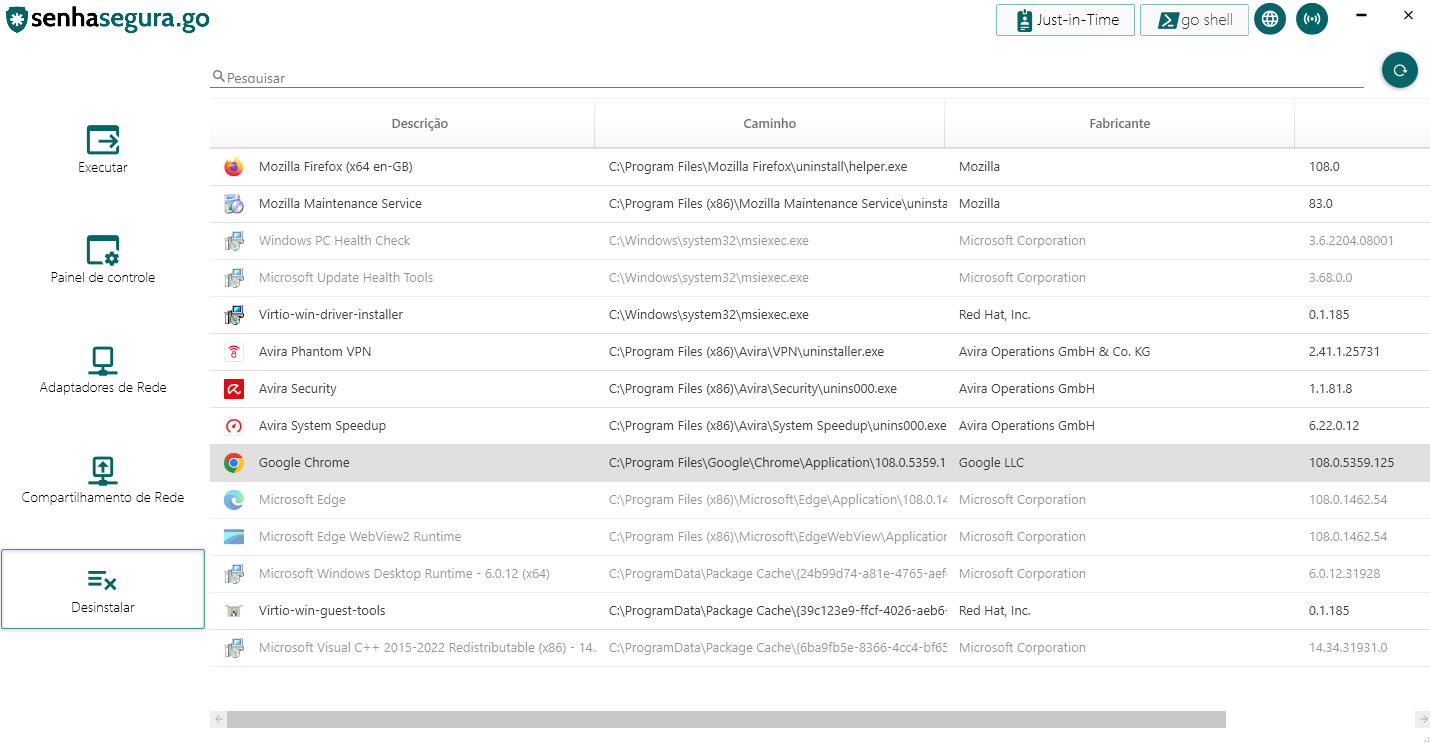 senhasegura.go
Just-in-Time
go shell
Pesquisar
Descrição Caminho Fabricante
Executar
Painel de controle
Adaptadores de Rede
Compartilhamento de Rede
Desinstalar
Mozilla Firefox (x64 en-GB) C:\Program Files\Mozilla Firefox\uninstall\helper.exe Mozilla 108.0
Mozilla Maintenance Service C:\Program Files (x86)\Mozilla Maintenance Service\uninsta Mozilla 83.0
Windows PC Health Check C:\Windows\system32\msiexec.exe Microsoft Corporation 3.6.2204.08001
Microsoft Update Health Tools C:\Windows\system32\msiexec.exe Microsoft Corporation 3.68.0.0
Virtio-win-driver-installer C:\Windows\system32\msiexec.exe Red Hat, Inc. 0.1.185
Avira Phantom VPN C:\Program Files (x86)\Avira\VPN\uninstaller.exe Avira Operations GmbH & Co. KG 2.41.1.25731
Avira Security C:\Program Files (x86)\Avira\Security\unins000.exe Avira Operations GmbH 1.1.81.8
Avira System Speedup C:\Program Files (x86)\Avira\System Speedup\unins000.exe Avira Operations GmbH 6.22.0.12
Google Chrome C:\Program Files\Google\Chrome\Application\108.0.5359.1 Google LLC 108.0.5359.125
Microsoft Edge C:\Program Files (x86)\Microsoft\Edge\Application\108.0.14 Microsoft Corporation 108.0.1462.54
Microsoft Edge WebView2 Runtime C:\Program Files (x86)\Microsoft\EdgeWebView\Application Microsoft Corporation 108.0.1462.54
Microsoft Windows Desktop Runtime - 6.0.12 (x64) C:\ProgramData\Package Cache\{24b99d74-a81e-4765-aef Microsoft Corporation 6.0.12.31928
Virtio-win-guest-tools C:\ProgramData\Package Cache\{39c123e9-ffcf-4026-aeb6- Red Hat, Inc. 0.1.185
Microsoft Visual C++ 2015-2022 Redistributable (x86) - 14.. C:\ProgramData\Package Cache\{6ba9fb5e-8366-4cc4-bf65 Microsoft Corporation 14.34.31931.0